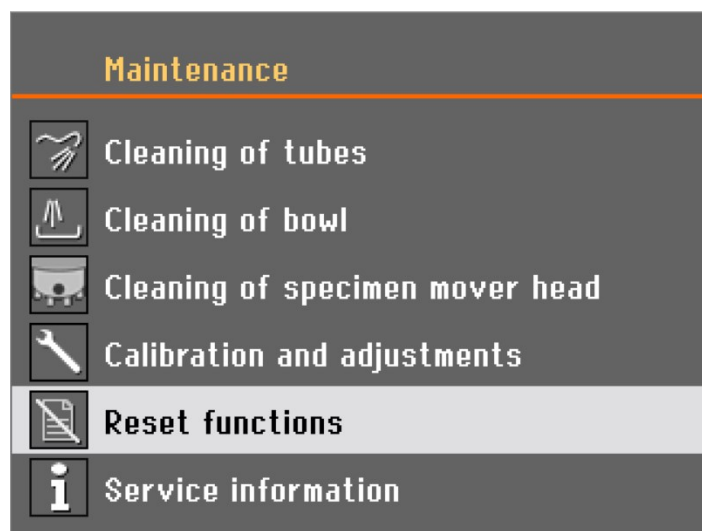 Maintenance
Cleaning of tubes
Cleaning of bowl
Cleaning of specimen mover head
Calibration and adjustments
Reset functions
Service information